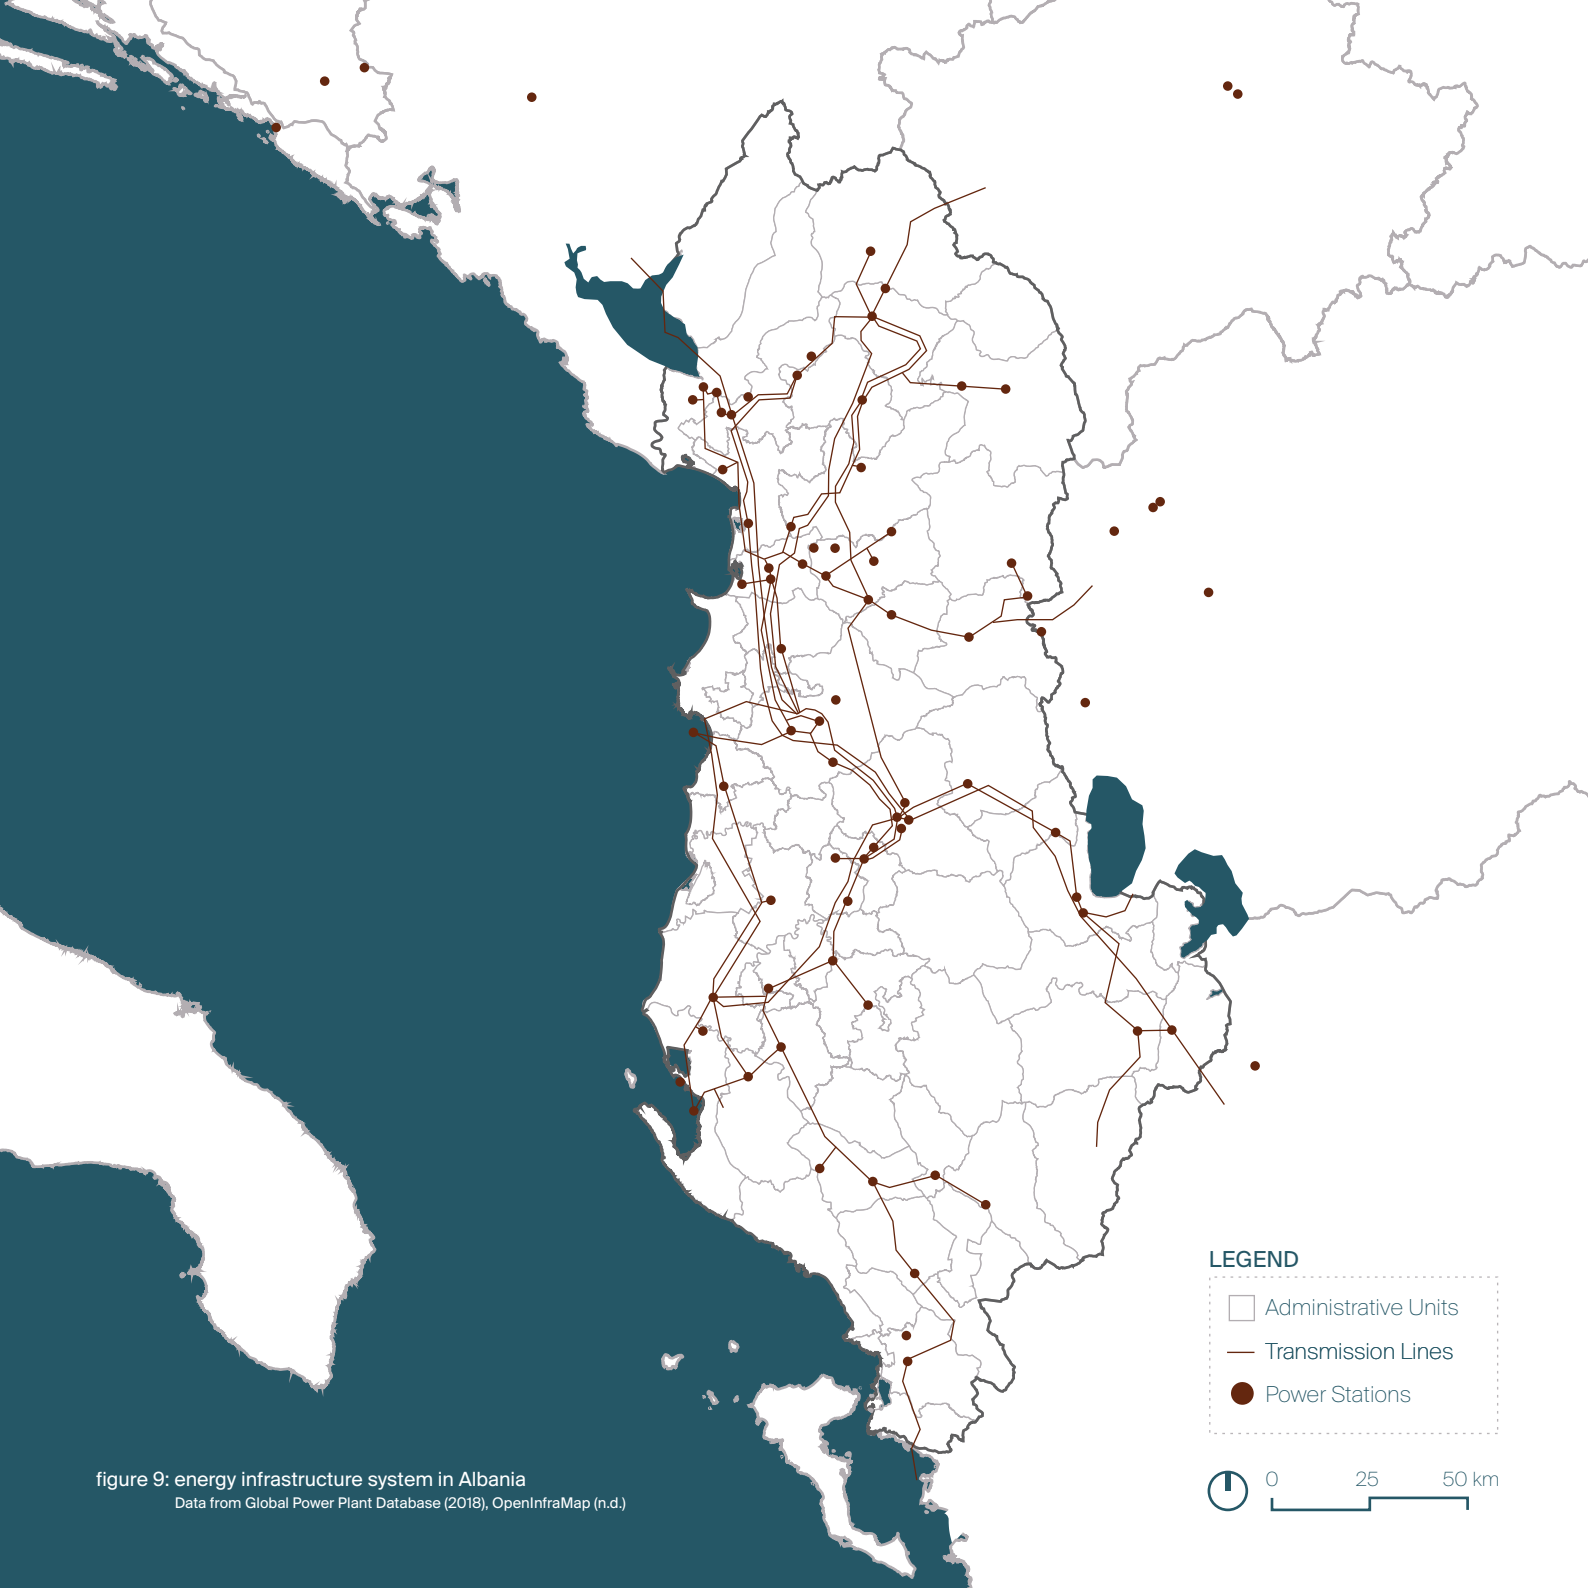 LEGEND
Administrative Units
Transmission Lines
Power Stations
0 25 50 km
figure 9: energy infrastructure system in Albania
Data from Global Power Plant Database (2018), OpenInfraMap (n.d.)